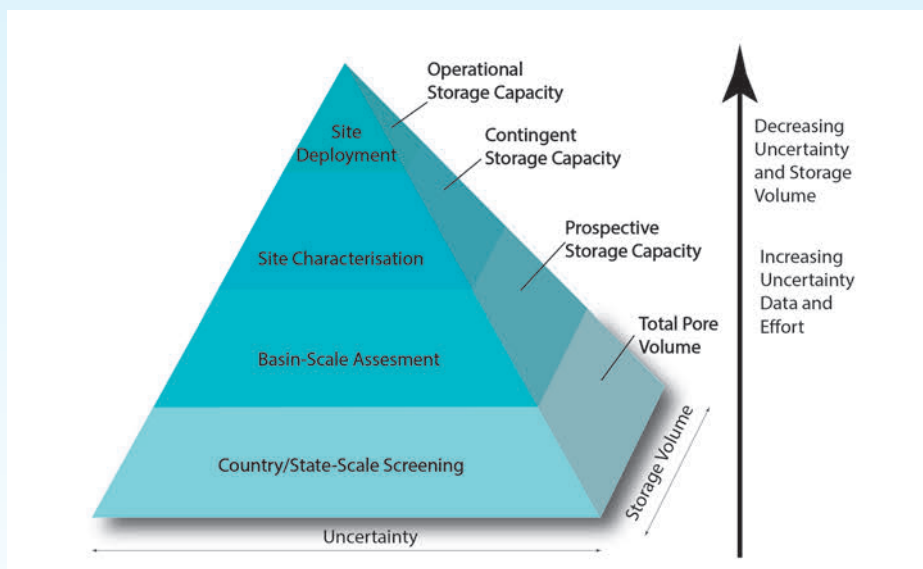 Operational
Storage Capacity
Site
Deployment
Contingent
Storage Capacity
Decreasing
Uncertainty
and Storage
Volume
Prospective
Storage Capacity
Site Characterisation
Increasing
Uncertainty
Data and
Effort
Total Pore
Volume
Basin-Scale Assesment
Country/State-Scale Screening
Storage Volume
Uncertainty